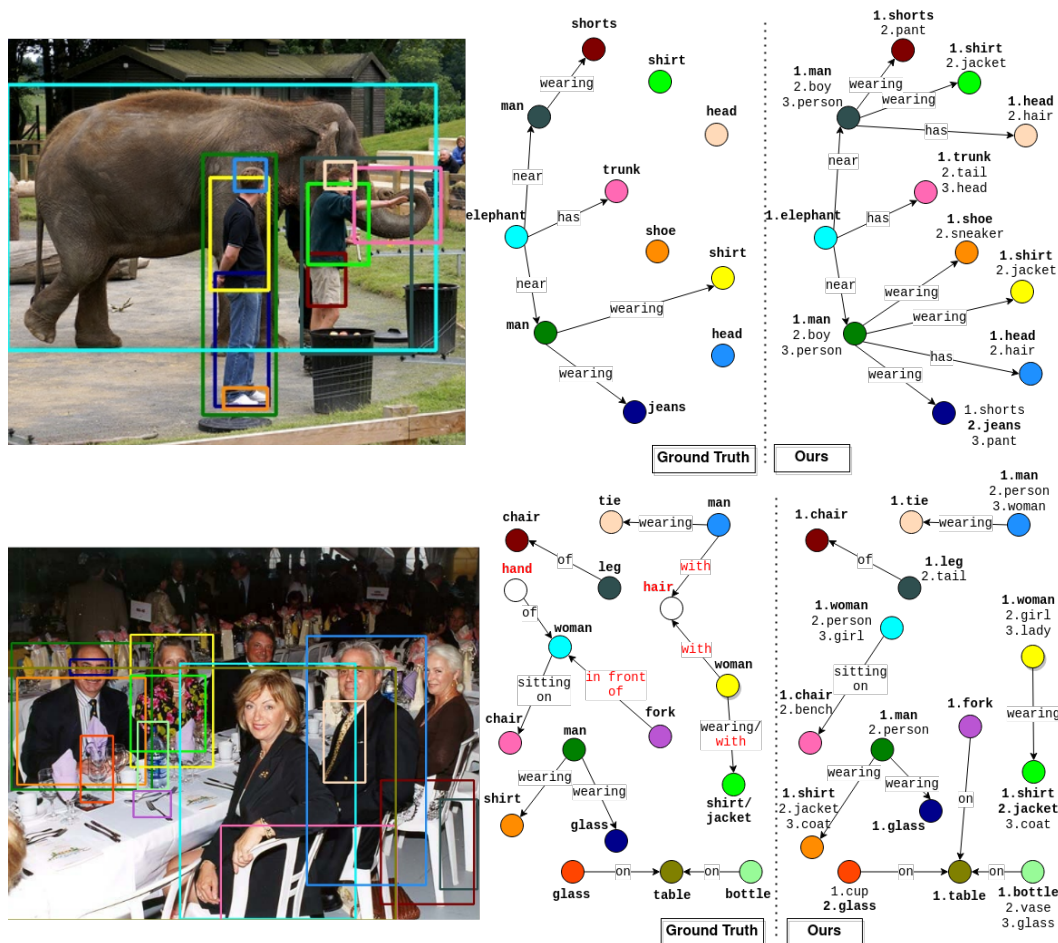 shorts
wearing
shirt
man
head
near
trunk
elephant
has
shoe
shirt
near
man
wearing
head
wearing
jeans
Ground Truth
1.shorts
2.pant
1.shirt
2.jacket
1.man
2.boy
3.person
wearing
wearing
1.head
2.hair
has
near
1.trunk
2.tail
3.head
1.elephant
has
1.shoe
2.sneaker
1.shirt
2.jacket
near
wearing
wearing
1.man
2.boy
3.person
1.head
2.hair
has
wearing
1.shorts
2.jeans
3.pant
Ours
tie
man
chair
wearing
of
leg
hand
with
hair
of
woman
with
in front
of
woman
sitting
on
fork
wearing/
with
chair
man
wearing
wearing
shirt
shirt/
jacket
glass
glass
on
table
on
bottle
Ground Truth
1.man
2.person
3.woman
1.tie
1.chair
wearing
of
1.leg
2.tail
1.woman
2.person
3.girl
1.woman
2.girl
3.lady
sitting
on
1.chair
2.bench
1.man
2.person
1.fork
wearing
wearing
wearing
1.shirt
2.jacket
3.coat
on
1.glass
1.shirt
2.jacket
3.coat
on
on
1.cup
2.glass
1.table
1.bottle
2.vase
3.glass
Ours